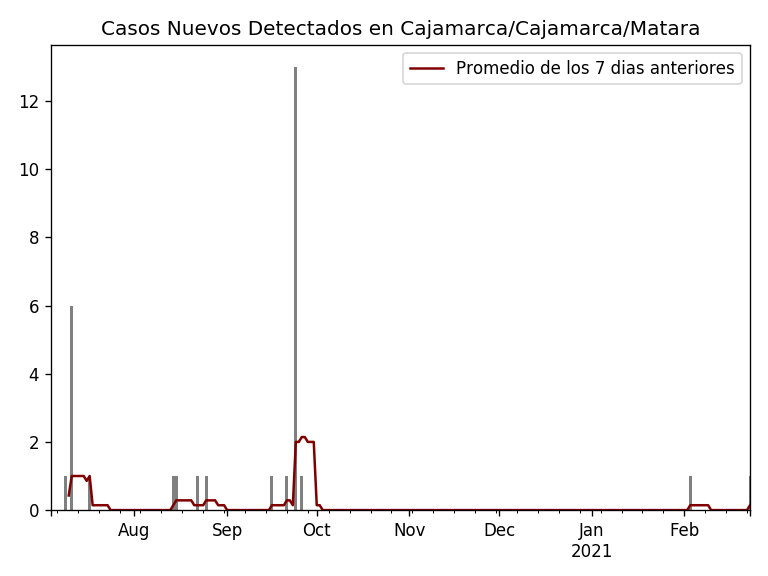 Casos Nuevos Detectados en Cajamarca/Cajamarca/Matara
Promedio de los 7 dias anteriores
12
10
8
6
4
2
0
Aug Sep Oct Nov Dec Jan Feb
2021